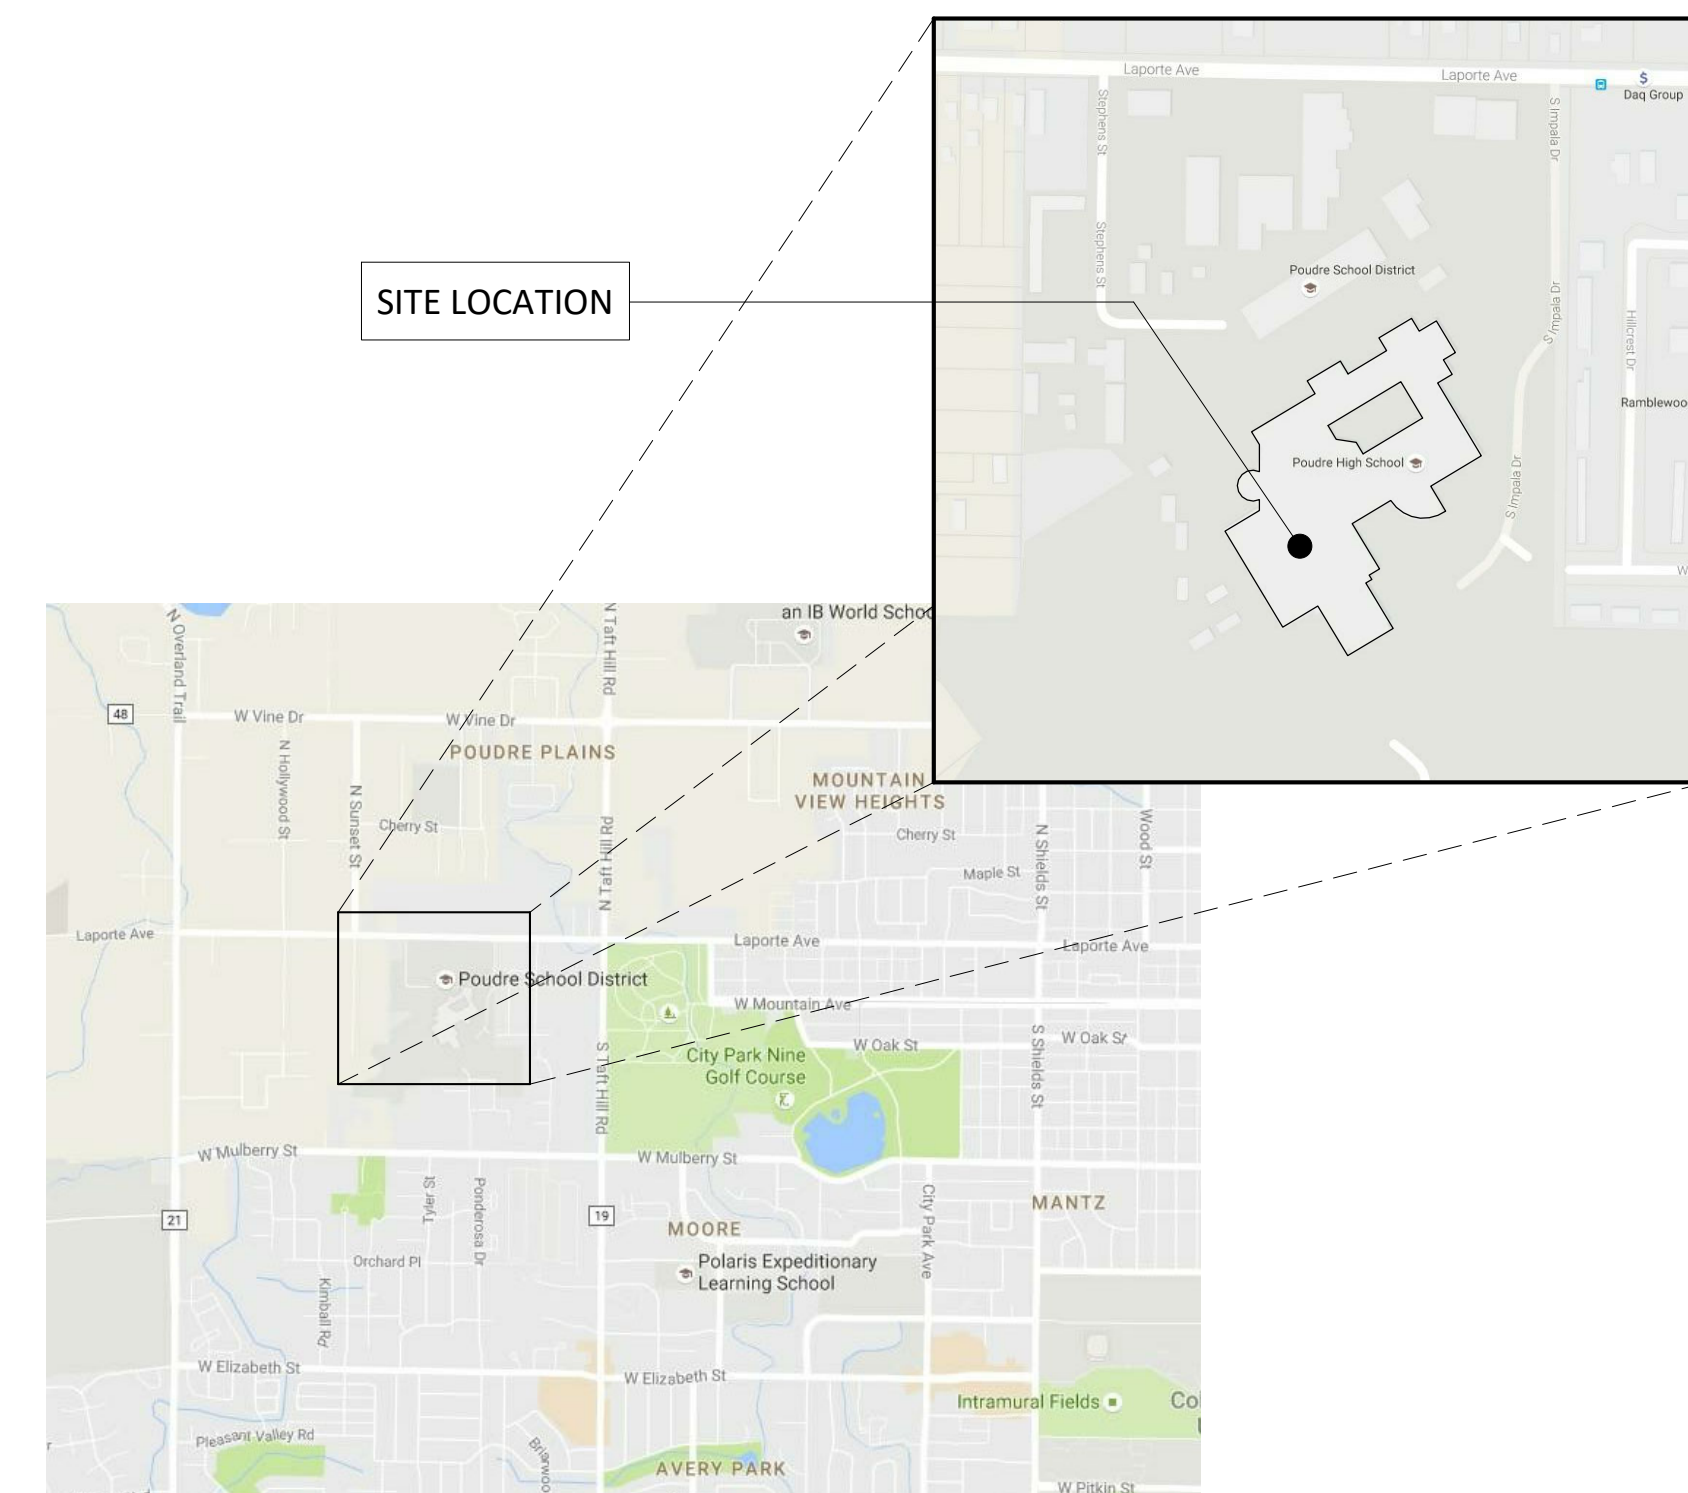 Laporte Ave
Laporte Ave
$
Daq Group
Stephens St
S Impala Dr
Stephens St
Poudre School District
SITE LOCATION
S Impala Dr
Hillcrest Dr
Ramblewoo
Poudre High School
S Impala Dr
W
an IB World Schoo
N Overland Trail
N Taft Hill Rd
48
W Vine Dr
W Vine Dr
POUDRE PLAINS
N Hollywood St
MOUNTAIN
VIEW HEIGHTS
N Sunset St
Cherry St
N Taft Hill Rd
Cherry St
N Shields St
Wood St
Maple St
Laporte Ave
Laporte Ave
Laporte Ave
Poudre School District
W Mountain Ave
S Taft Hill Rd
City Park Nine
Golf Course
W Oak St
S Shields St
W Oak St
W Mulberry St
W Mulberry St
Tyler St
Ponderosa Dr
City Park Ave
MANTZ
21
19
MOORE
Orchard Pl
Polaris Expeditionary
Learning School
Kimball Rd
W Elizabeth St
W Elizabeth St
Intramural Fields
Co
Pleasant Valley Rd
Briarwoo
AVERY PARK
W Pitkin St